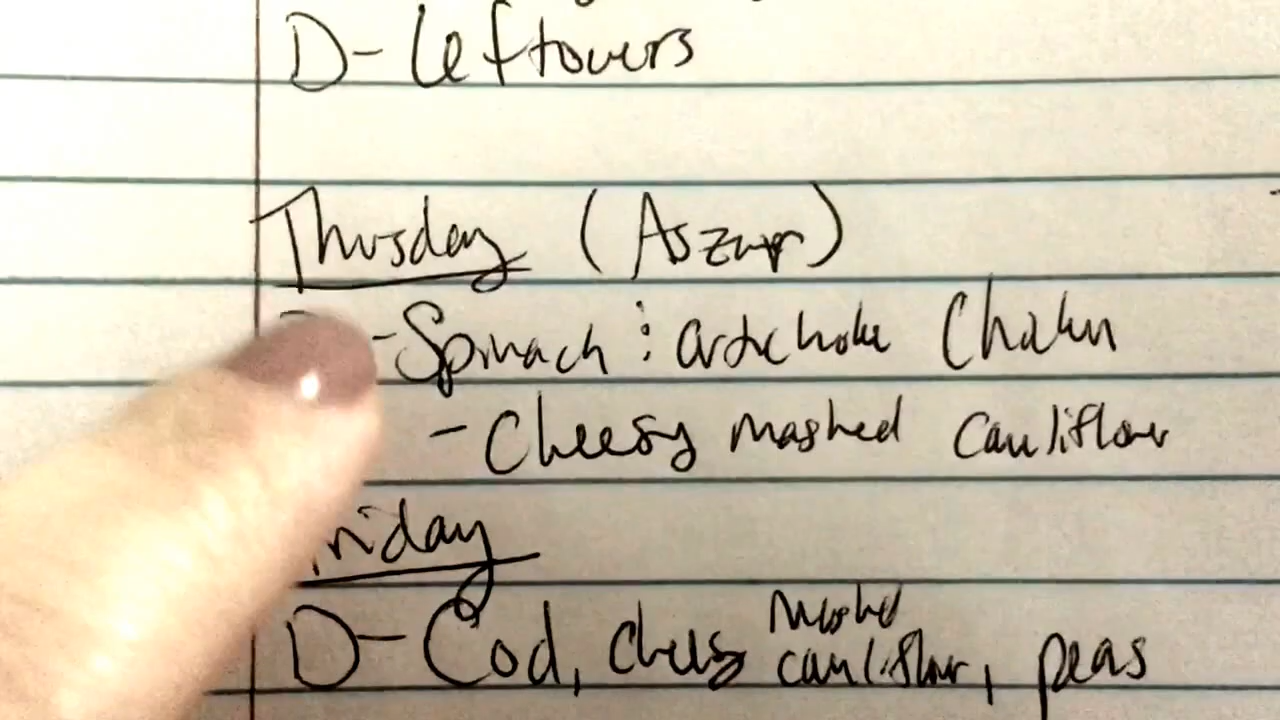 D- Leftovers
Thursday (
-Spinach : artichoke Chicken
- Cheesy mashed cauliflower
riday
D- Cod, cheesy mashed cauliflower, peas